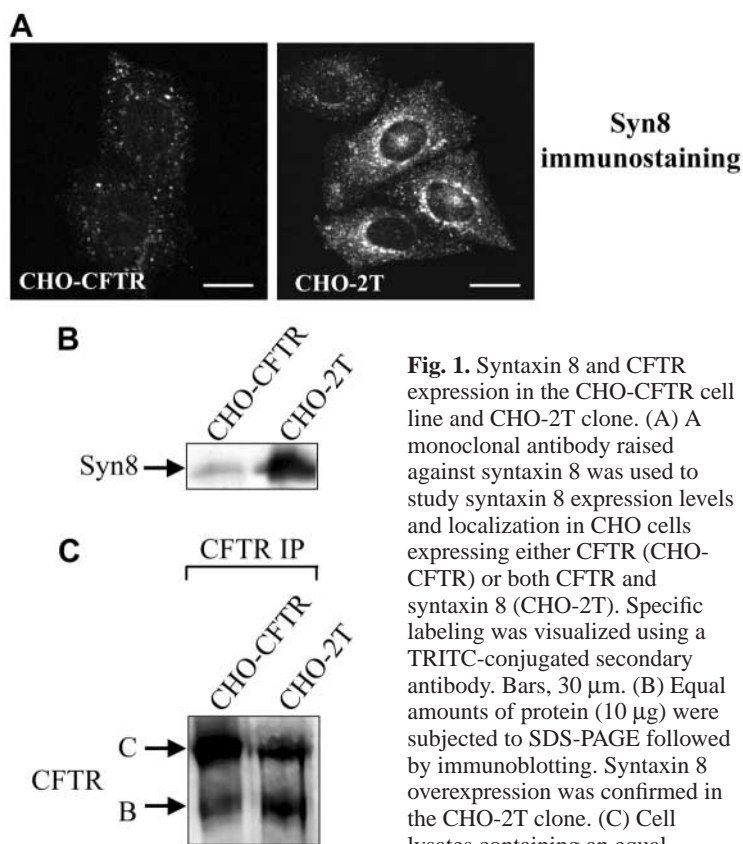 A
CHO-CFTR
CHO-2T
Syn8
immunostaining
B
CHO-CFTR
CHO-2T
Syn8
C
CFTR IP
CHO-CFTR
CHO-2T
C
CFTR
B
Fig. 1. Syntaxin 8 and CFTR
expression in the CHO-CFTR cell
line and CHO-2T clone. (A) A
monoclonal antibody raised
against syntaxin 8 was used to
study syntaxin 8 expression levels
and localization in CHO cells
expressing either CFTR (CHO-
CFTR) or both CFTR and
syntaxin 8 (CHO-2T). Specific
labeling was visualized using a
TRITC-conjugated secondary
antibody. Bars, 30 μm. (B) Equal
amounts of protein (10 μg) were
subjected to SDS-PAGE followed
by immunoblotting. Syntaxin 8
overexpression was confirmed in
the CHO-2T clone. (C) Cell
lysates containing an equal